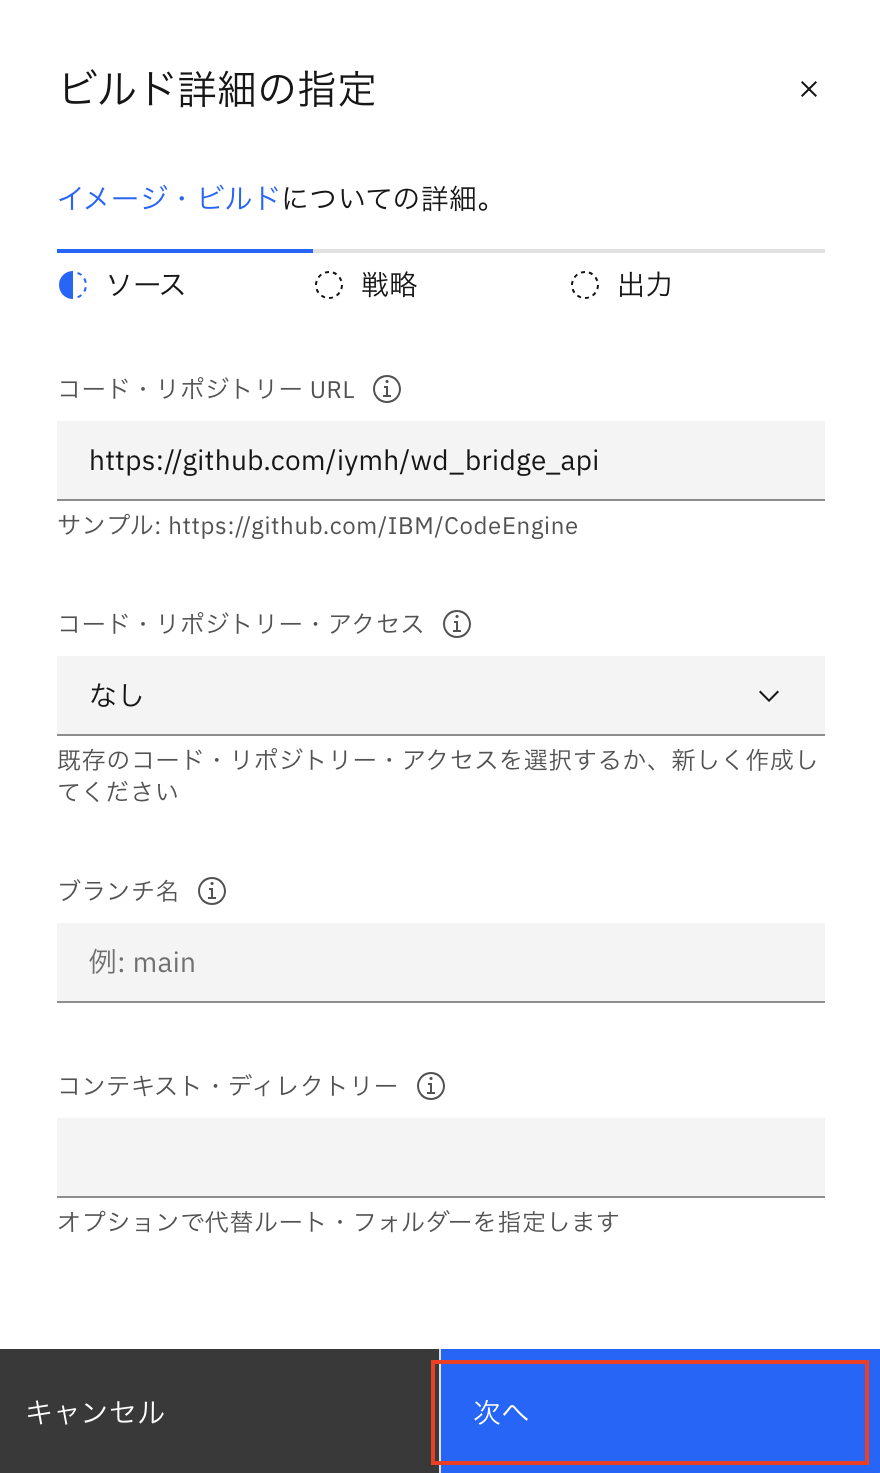 ビルド詳細の指定
イメージ・ビルドについての詳細。
ソース 戦略 出力
コード・リポジトリー URL
https://github.com/iymh/wd_bridge_api
サンプル: https://github.com/IBM/CodeEngine
コード・リポジトリー・アクセス
なし
既存のコード・リポジトリー・アクセスを選択するか、新しく作成し
てください
ブランチ名
例: main
コンテキスト・ディレクトリー
オプションで代替ルート・フォルダーを指定します
キャンセル 次へ